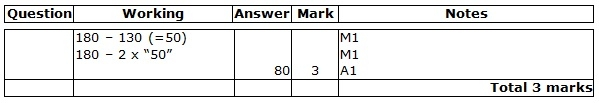 Question Working Answer Mark Notes
180 – 130 (=50) M1
180 – 2 x “50” M1
80 3 A1
Total 3 marks